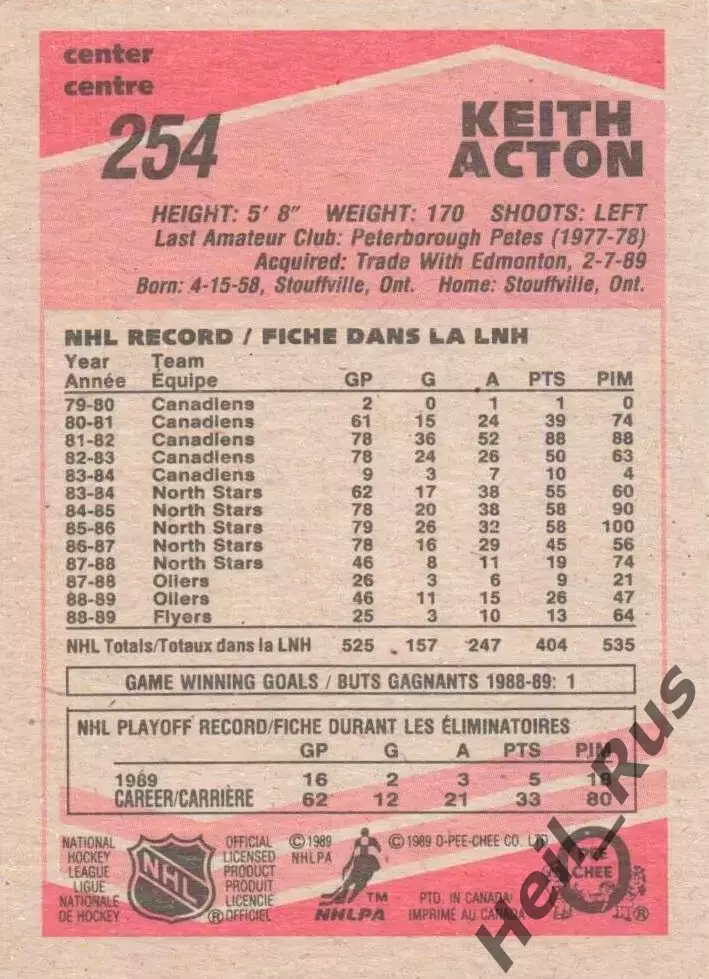 center
centre
254
KEITH
ACTON
HEIGHT: 5' 8" WEIGHT: 170 SHOOTS: LEFT
Last Amateur Club: Peterborough Petes (1977-78)
Acquired: Trade With Edmonton, 2-7-89
Born: 4-15-58, Stouffville, Ont. Home: Stouffville, Ont.
NHL RECORD / FICHE DANS LA LNH
Year Team
Année Équipe GP G A PTS PIM
79-80 Canadiens 2 0 1 1 0
80-81 Canadiens 61 15 24 39 74
81-82 Canadiens 78 36 52 88 88
82-83 Canadiens 78 24 26 50 63
83-84 Canadiens 9 3 7 10 4
83-84 North Stars 62 17 38 55 60
84-85 North Stars 78 20 38 58 90
85-86 North Stars 79 26 32 58 100
86-87 North Stars 78 16 29 45 56
87-88 North Stars 46 8 11 19 74
87-88 Oilers 26 3 6 9 21
88-89 Oilers 46 11 15 26 47
88-89 Flyers 25 3 10 13 64
NHL Totals/Totaux dans la LNH 525 157 247 404 535
GAME WINNING GOALS / BUTS GAGNANTS 1988-89: 1
NHL PLAYOFF RECORD/FICHE DURANT LES ÉLIMINATOIRES
GP G A PTS PIM
1989 16 2 3 5 18
CAREER/CARRIÈRE 62 12 21 33 80
NATIONAL
HOCKEY
LEAGUE
LIGUE
NATIONALE
DE HOCKEY
NHL
®
OFFICIAL
LICENSED
PRODUCT
PRODUIT
LICENCIÉ
OFFICIEL
© 1989
NHLPA
TM
NHLPA
© 1989 O-PEE-CHEE CO. LTD.
PTD. IN CANADA/
IMPRIMÉ AU CANADA
O
PEE
CHEE
®
Heil_Rus